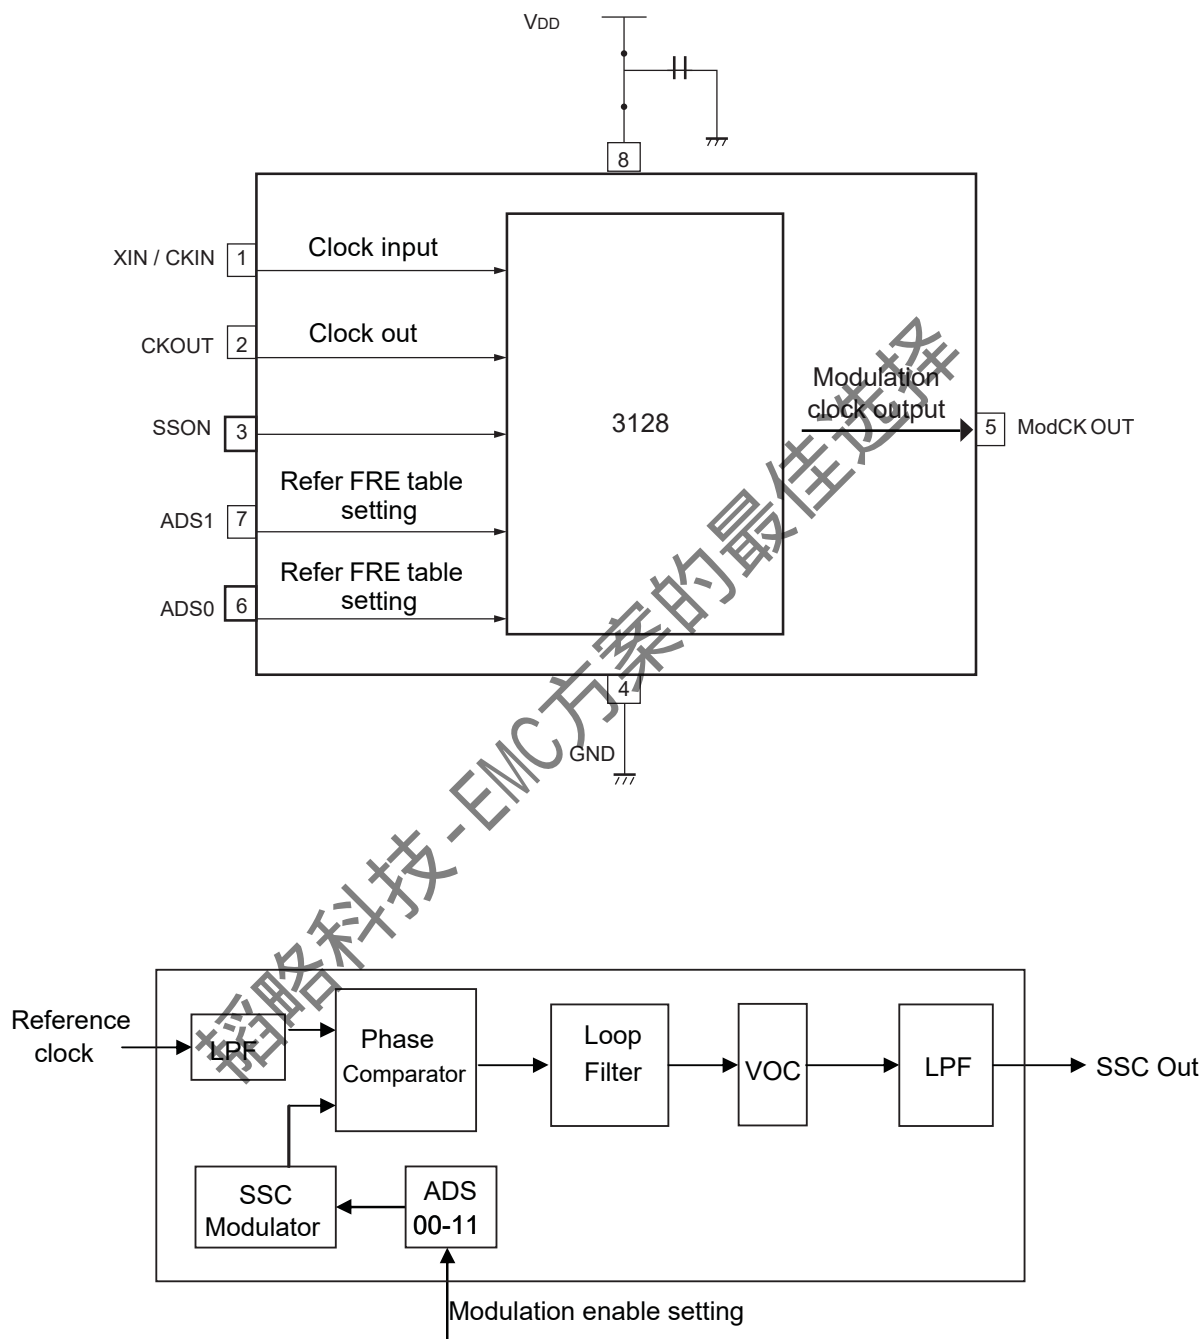 VDD
8
XIN / CKIN
1
Clock input
CKOUT
2
Clock out
SSON
3
ADS1
7
Refer FRE table
setting
ADS0
6
Refer FRE table
setting
3128
Modulation
clock output
5
ModCK OUT
4
GND
韬略科技-EMC方案的最佳选择
Reference
clock
LPF
Phase
Comparator
Loop
Filter
VOC
LPF
SSC Out
SSC
Modulator
ADS
00-11
Modulation enable setting